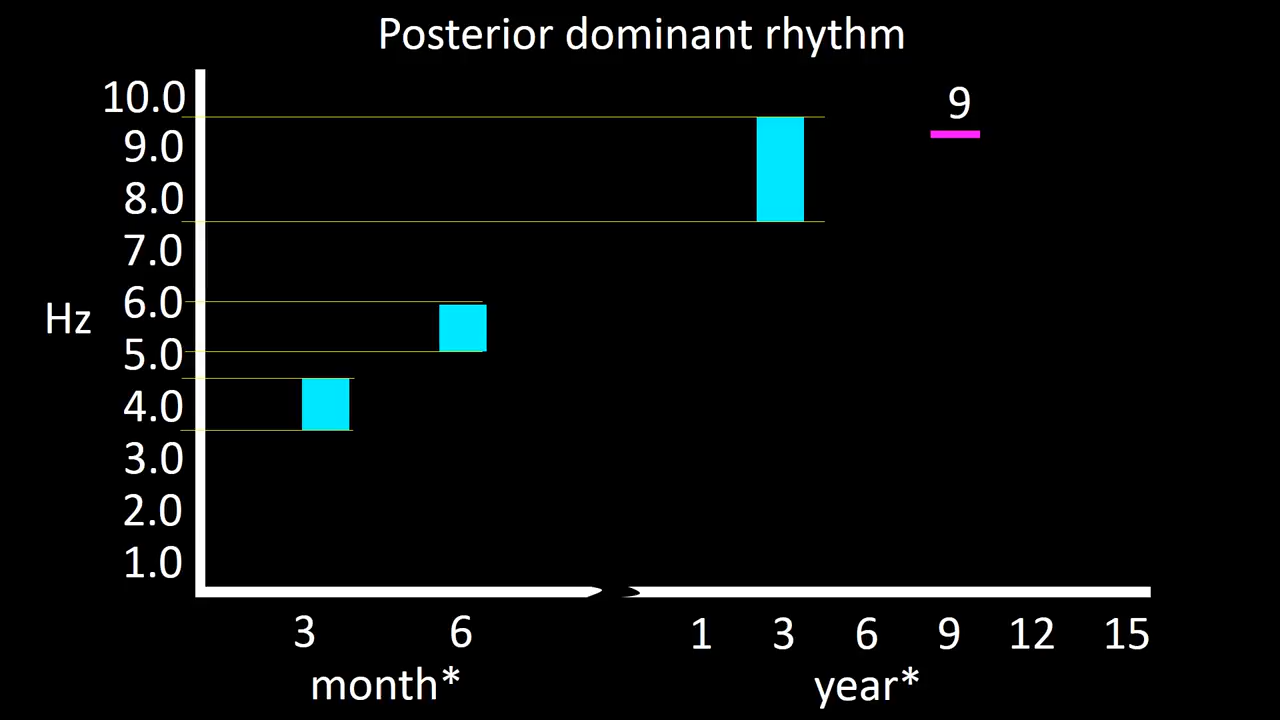 Posterior dominant rhythm
10.0
9
9.0
8.0
7.0
6.0
Hz
5.0
4.0
3.0
2.0
1.0
3 6 1 3 6 9 12 15
month* year*